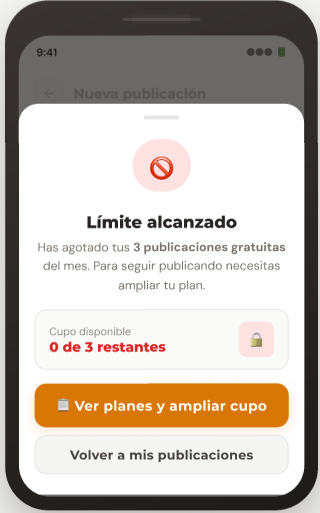 9:41
Nueva publicación
Límite alcanzado
Has agotado tus 3 publicaciones gratuitas
del mes. Para seguir publicando necesitas
ampliar tu plan.
Cupo disponible
0 de 3 restantes
Ver planes y ampliar cupo
Volver a mis publicaciones